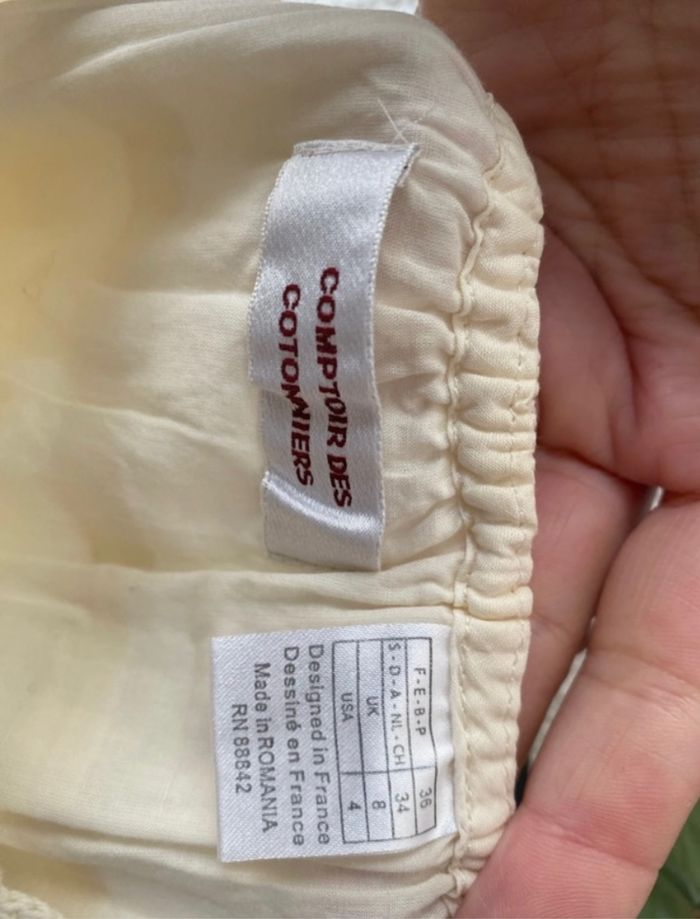 COMPTOIR DES
COTONNIERS
F-E-B-P 36
S-D-A-NL-CH 34
UK 8
USA 4
Designed in France
Dessiné en France
Made in ROMANIA
RN 88842